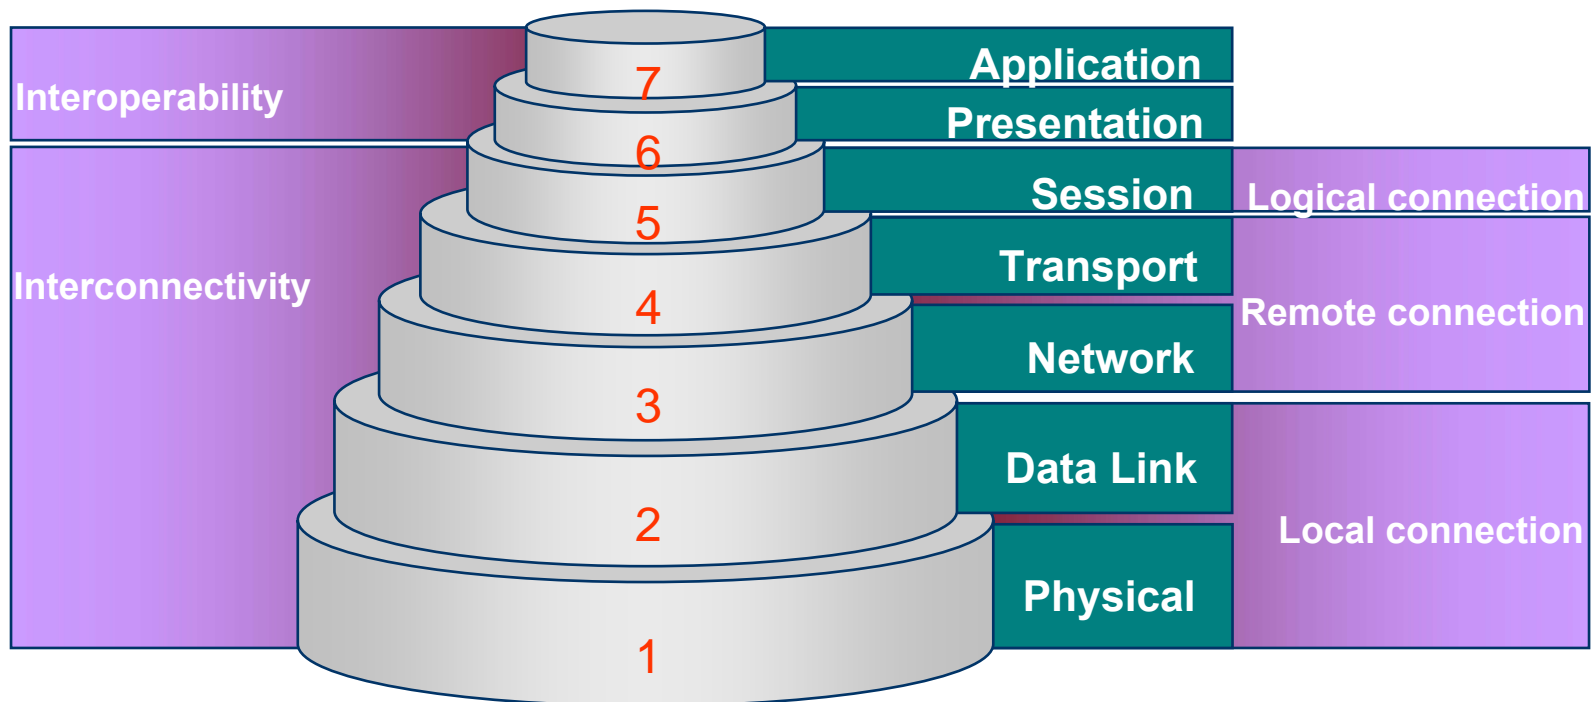 7
Application
Interoperability
6
Presentation
5
Session
Logical connection
Interconnectivity
4
Transport
Remote connection
3
Network
2
Data Link
Local connection
1
Physical